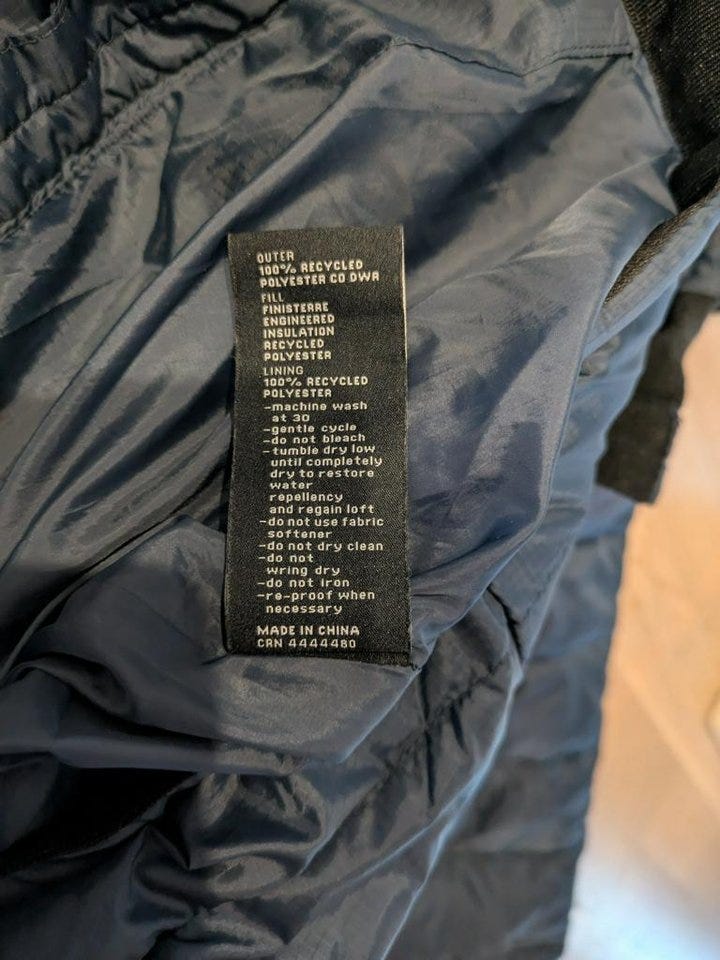 OUTER
100% RECYCLED
POLYESTER CO DWR
FILL
FINISTERRE
ENGINEERED
INSULATION
RECYCLED
POLYESTER
LINING
100% RECYCLED
POLYESTER
-machine wash
at 30
-gentle cycle
-do not bleach
-tumble dry low
until completely
dry to restore
water
repellency
and regain loft
-do not use fabric
softener
-do not dry clean
-do not
wring dry
-do not iron
-re-proof when
necessary
MADE IN CHINA
CRN 4444480